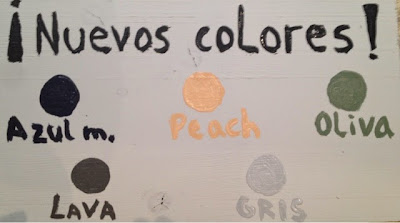 ¡Nuevos coLores!
Azul m. Peach OLiva
LAVA GRIS